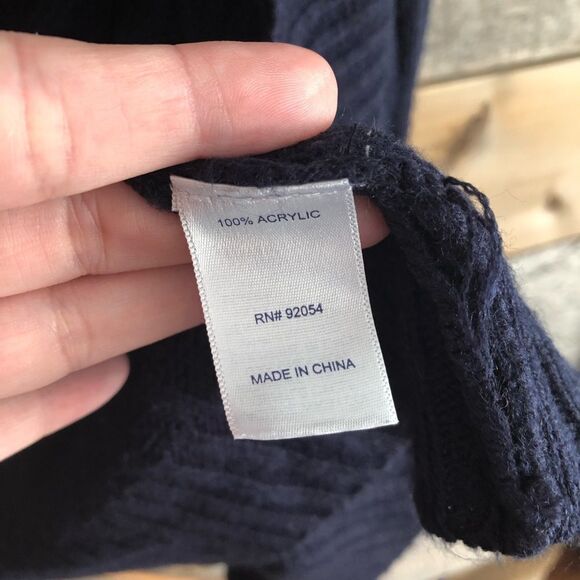 100% ACRYLIC
RN# 92054
MADE IN CHINA